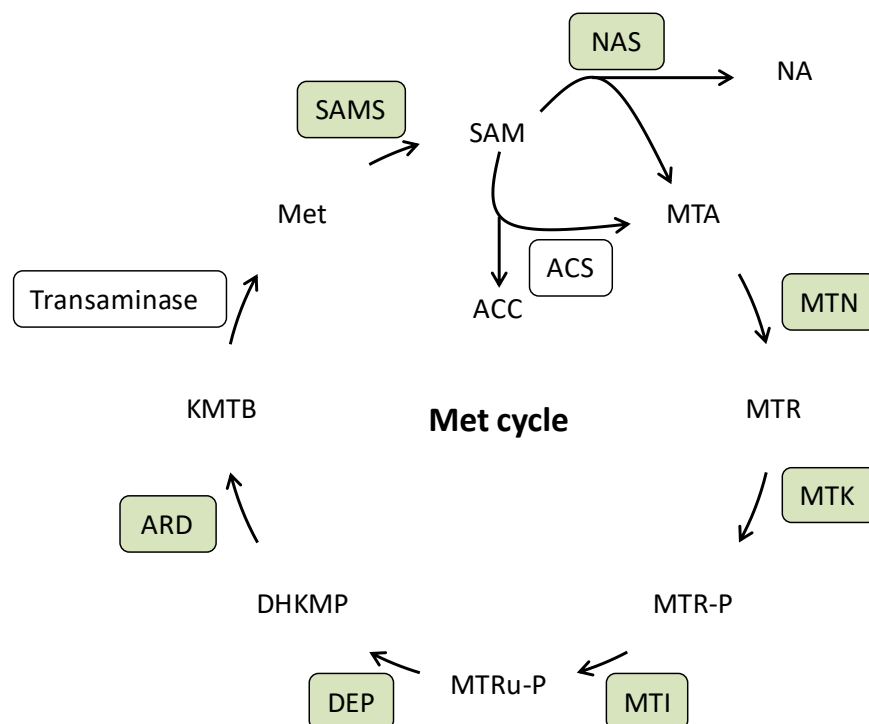 NAS
NA
SAMS
SAM
Met
MTA
ACS
Transaminase
ACC
MTN
KMTB
Met cycle
MTR
MTK
ARD
DHKMP
MTR-P
MTRu-P
DEP
MTI